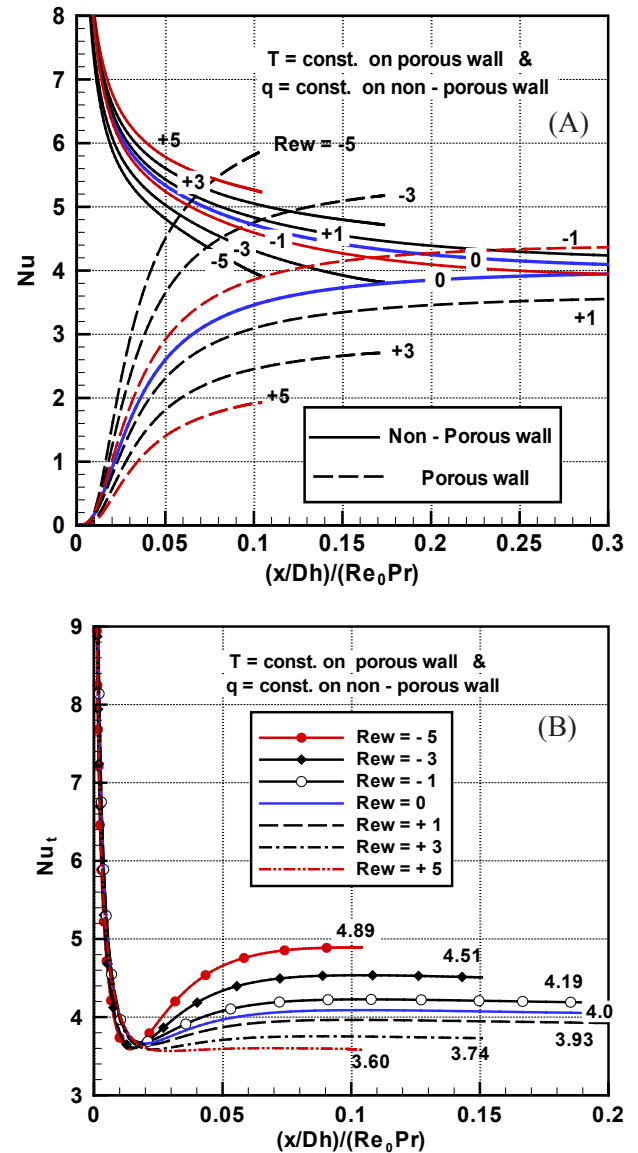 8
T = const. on porous wall &
q = const. on non - porous wall
(A)
7
+5
Rew = -5
6
+3
-3
5
+1
-1
-1
-3
-5
0
4
0
+1
Nu
3
+3
2
+5
Non - Porous wall
1
Porous wall
0
0 0.05 0.1 0.15 0.2 0.25 0.3
(x/Dh)/(Re₀Pr)
9
T = const. on porous wall &
q = const. on non - porous wall
(B)
8
Rew = - 5
Rew = - 3
Rew = - 1
7
Rew = 0
Rew = + 1
Rew = + 3
Rew = + 5
6
Nuₜ
5
4.89
4.51
4.19
4.0
4
3.93
3.74
3.60
3
0 0.05 0.1 0.15 0.2
(x/Dh)/(Re₀Pr)